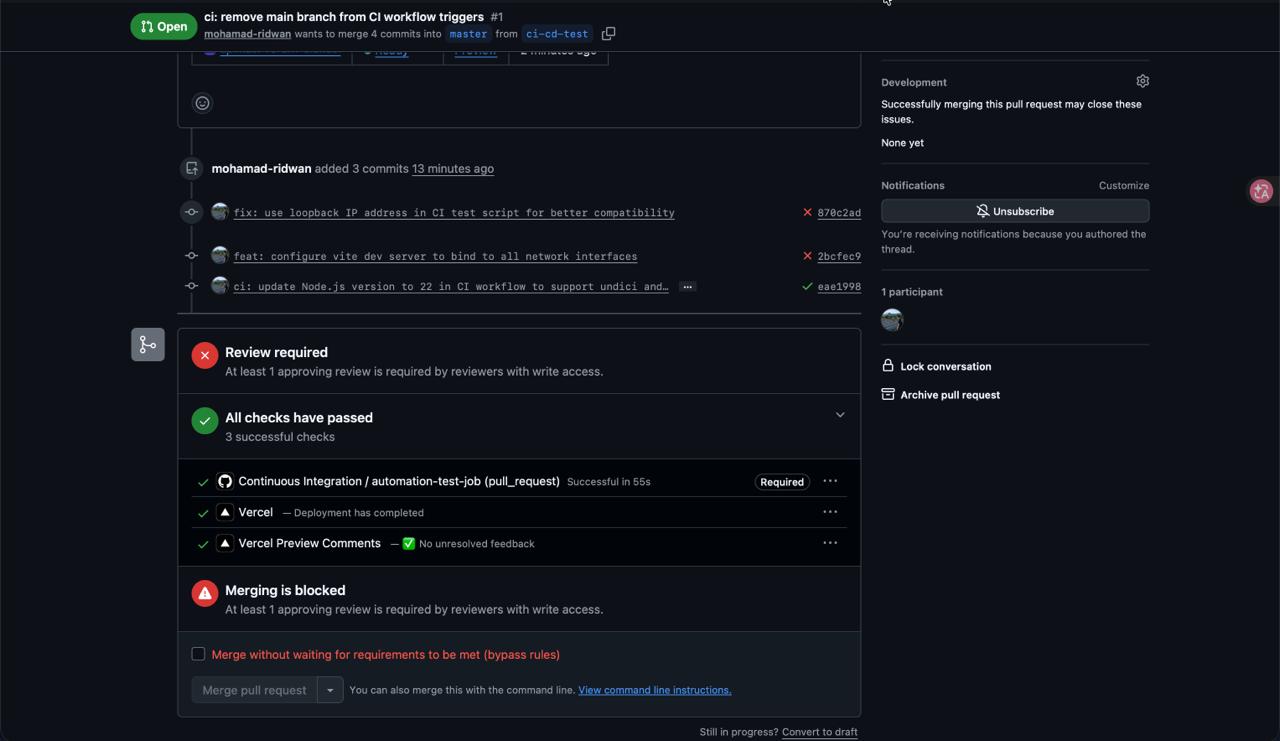 Open
ci: remove main branch from CI workflow triggers #1
mohamad-ridwan wants to merge 4 commits into master from ci-cd-test
Ready
Preview
2 minutes ago
mohamad-ridwan added 3 commits 13 minutes ago
fix: use loopback IP address in CI test script for better compatibility 870c2ad
feat: configure vite dev server to bind to all network interfaces 2bcfec9
ci: update Node.js version to 22 in CI workflow to support undici and… eae1998
Review required
At least 1 approving review is required by reviewers with write access.
All checks have passed
3 successful checks
Continuous Integration / automation-test-job (pull_request) Successful in 55s Required
Vercel — Deployment has completed
Vercel Preview Comments — ✅ No unresolved feedback
Merging is blocked
At least 1 approving review is required by reviewers with write access.
Merge without waiting for requirements to be met (bypass rules)
Merge pull request
You can also merge this with the command line. View command line instructions.
Still in progress? Convert to draft
Development
Successfully merging this pull request may close these
issues.
None yet
Notifications Customize
Unsubscribe
You're receiving notifications because you authored the
thread.
1 participant
Lock conversation
Archive pull request